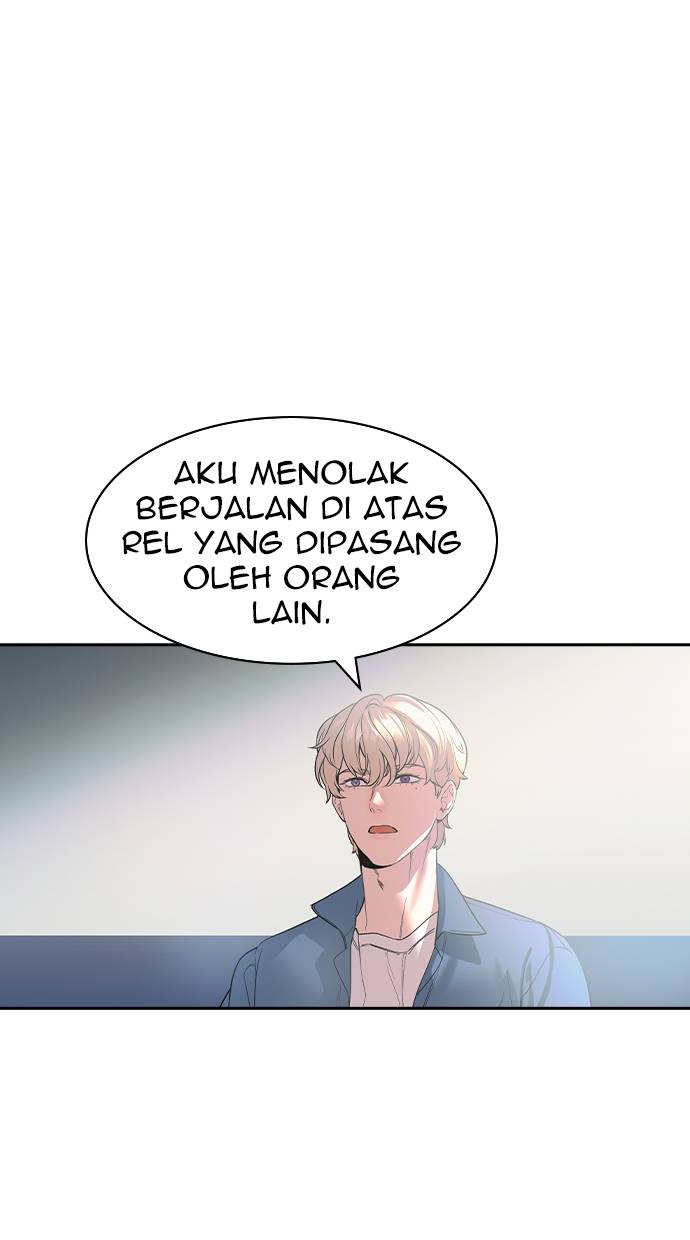 AKU MENOLAK
BERJALAN DI ATAS
REL YANG DIPASANG
OLEH ORANG
LAIN.